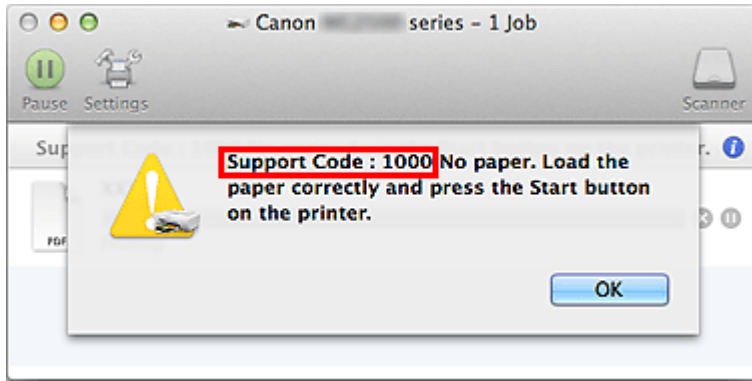 Canon series – 1 Job
Pause Settings Scanner
Sup r.
Support Code : 1000 No paper. Load the
paper correctly and press the Start button
on the printer.
PDF
OK